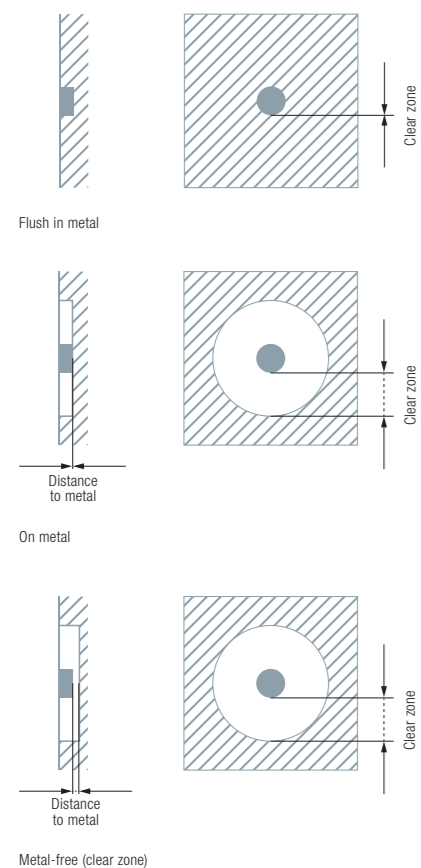 Clear zone
Flush in metal
Clear zone
Distance
to metal
On metal
Clear zone
Distance
to metal
Metal-free (clear zone)